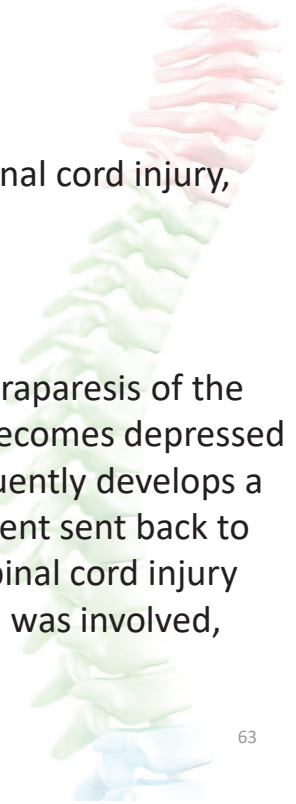 nal cord injury,
raparesis of the
ecomes depressed
uently develops a
ent sent back to
pinal cord injury
was involved,
63